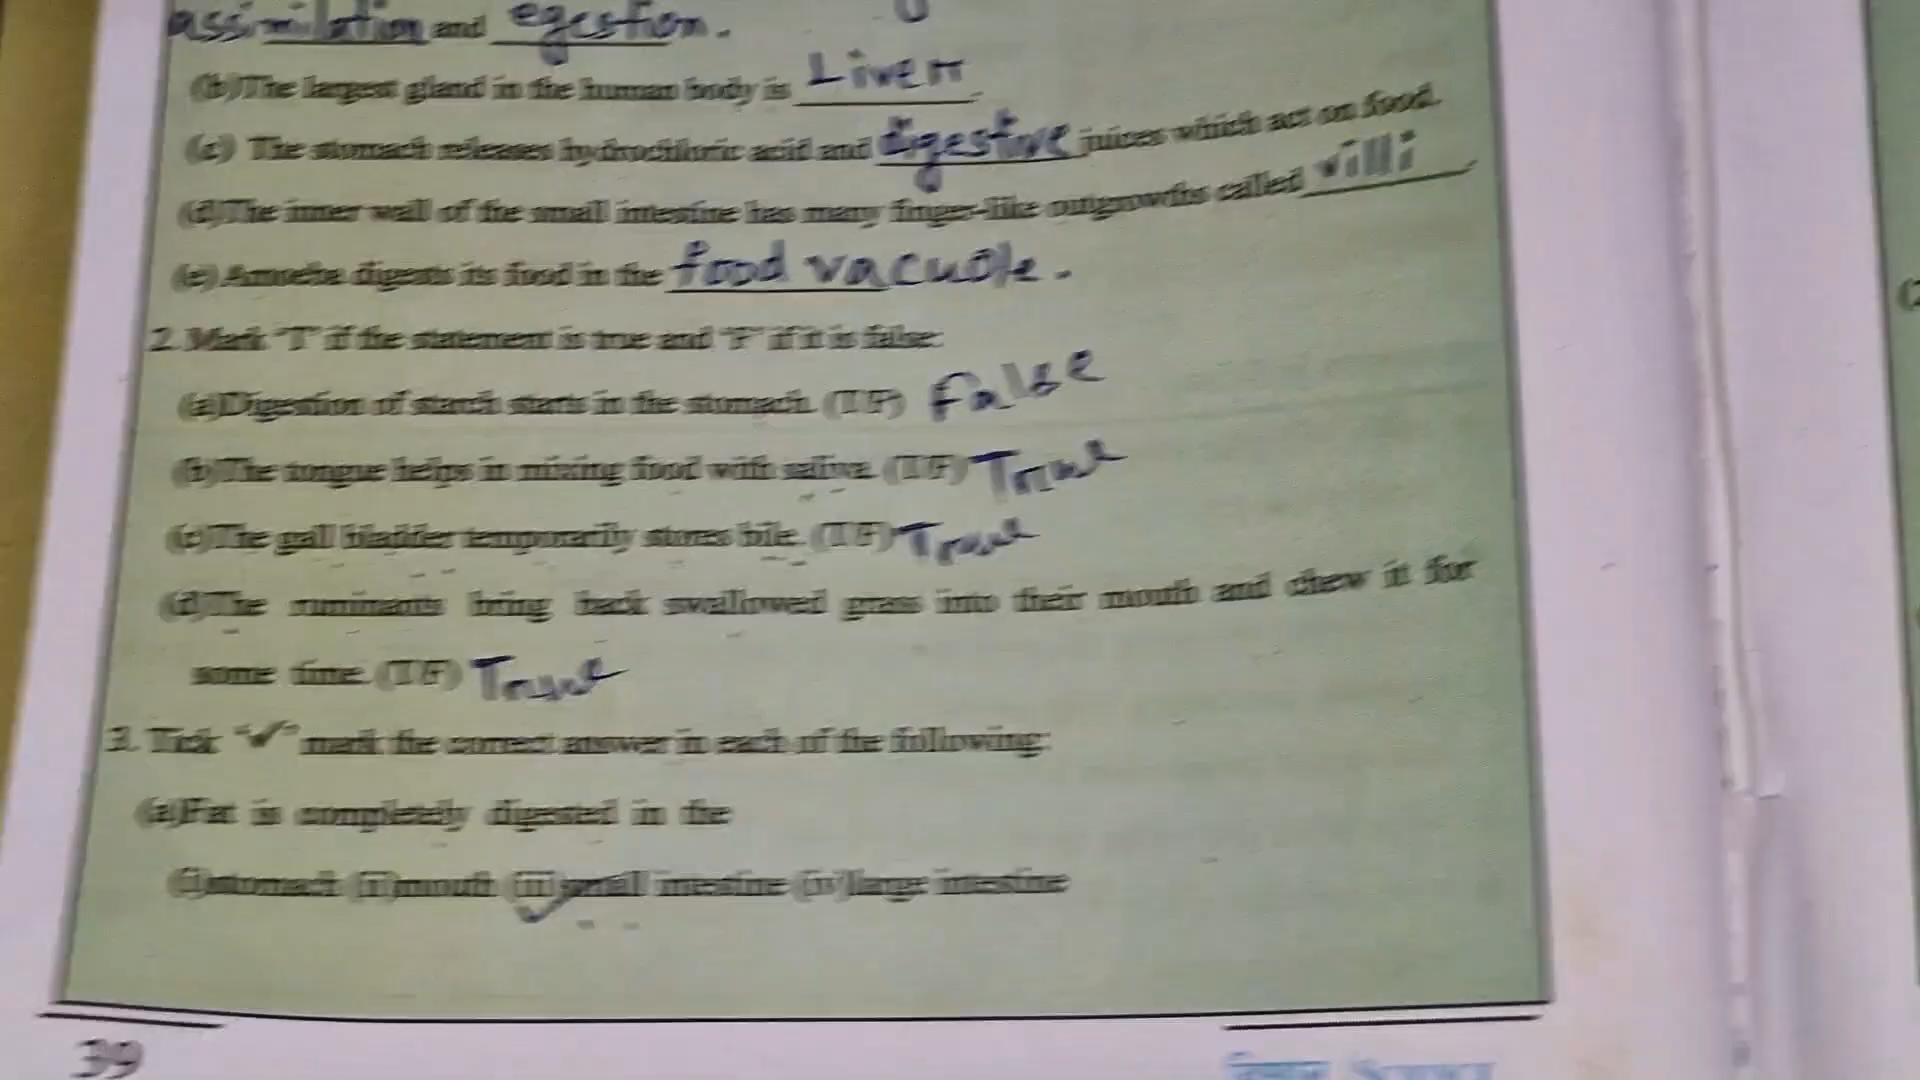 assimilation and egestion.
(b)The largest gland in the human body is Liver.
(c) The stomach releases hydrochloric acid and digestive juices which act on food.
(d)The inner wall of the small intestine has many finger-like outgrowths called villi.
(e) Amoeba digests its food in the food vacuole.
2. Mark "T" if the statement is true and "F" if it is false:
(a)Digestion of starch starts in the stomach. (T/F) False
(b)The tongue helps in mixing food with saliva. (T/F) True
(c)The gall bladder temporarily stores bile. (T/F) True
(d)The ruminants bring back swallowed grass into their mouth and chew it for
some time. (T/F) True
3. Tick "✓" mark the correct answer in each of the following:
(a)Fat is completely digested in the
(i)stomach (ii)mouth (iii)small intestine (iv)large intestine
39
विज्ञान SCIENCE